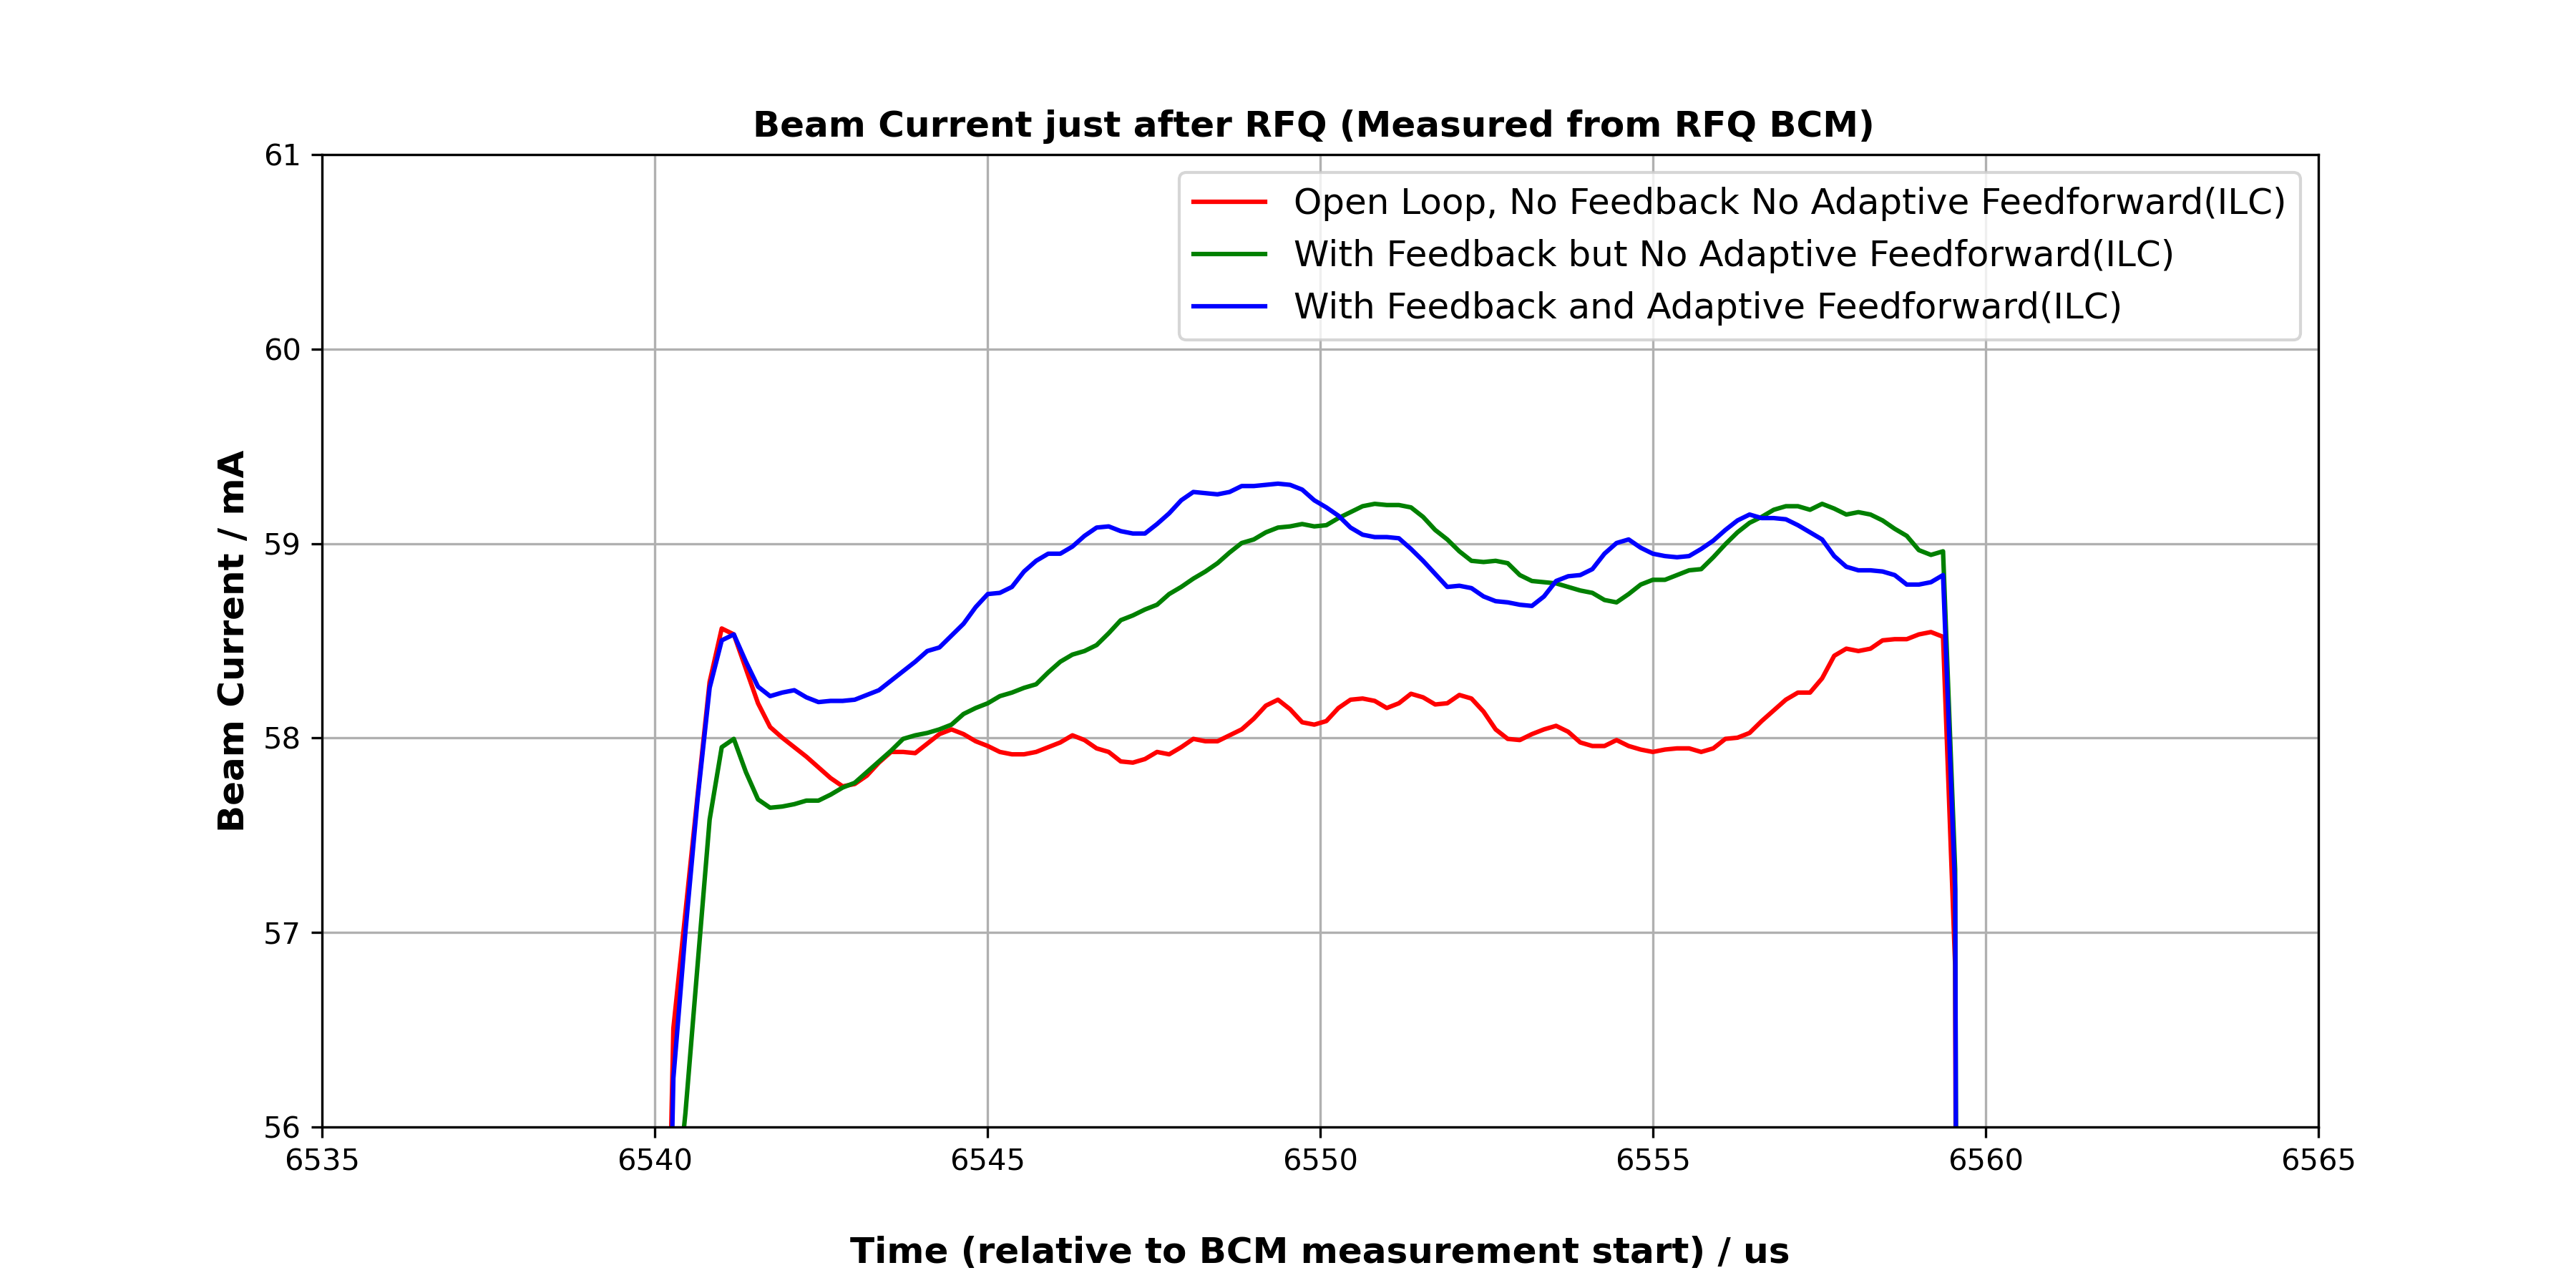 Beam Current just after RFQ (Measured from RFQ BCM)
61
60
59
58
57
56
Beam Current / mA
Open Loop, No Feedback No Adaptive Feedforward(ILC)
With Feedback but No Adaptive Feedforward(ILC)
With Feedback and Adaptive Feedforward(ILC)
6535 6540 6545 6550 6555 6560 6565
Time (relative to BCM measurement start) / us